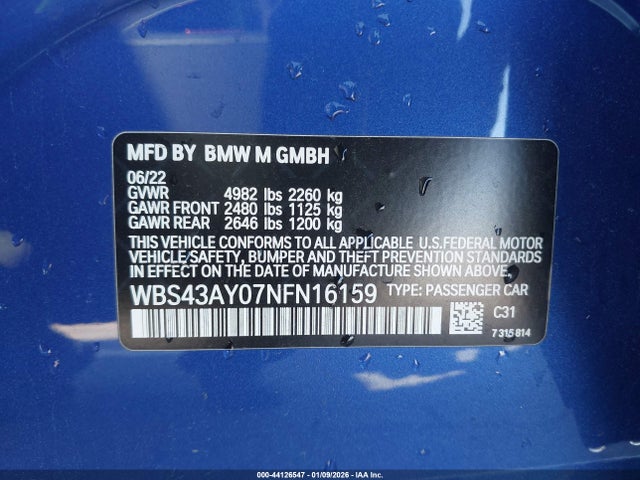 MFD BY BMW M GMBH
06/22
GVWR 4982 lbs 2260 kg
GAWR FRONT 2480 lbs 1125 kg
GAWR REAR 2646 lbs 1200 kg
THIS VEHICLE CONFORMS TO ALL APPLICABLE U.S.FEDERAL MOTOR
VEHICLE SAFETY, BUMPER AND THEFT PREVENTION STANDARDS
IN EFFECT ON THE DATE OF MANUFACTURE SHOWN ABOVE.
WBS43AY07NFN16159 TYPE: PASSENGER CAR
C31
7 315 814
000-44126547 - 01/09/2026 - IAA Inc.